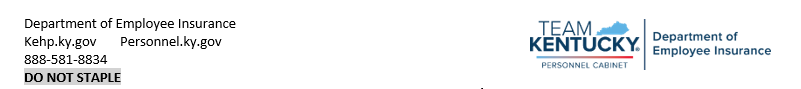 Department of Employee Insurance
Kehp.ky.gov Personnel.ky.gov
888-581-8834
DO NOT STAPLE
TEAM
KENTUCKY.
PERSONNEL CABINET
Department of
Employee Insurance